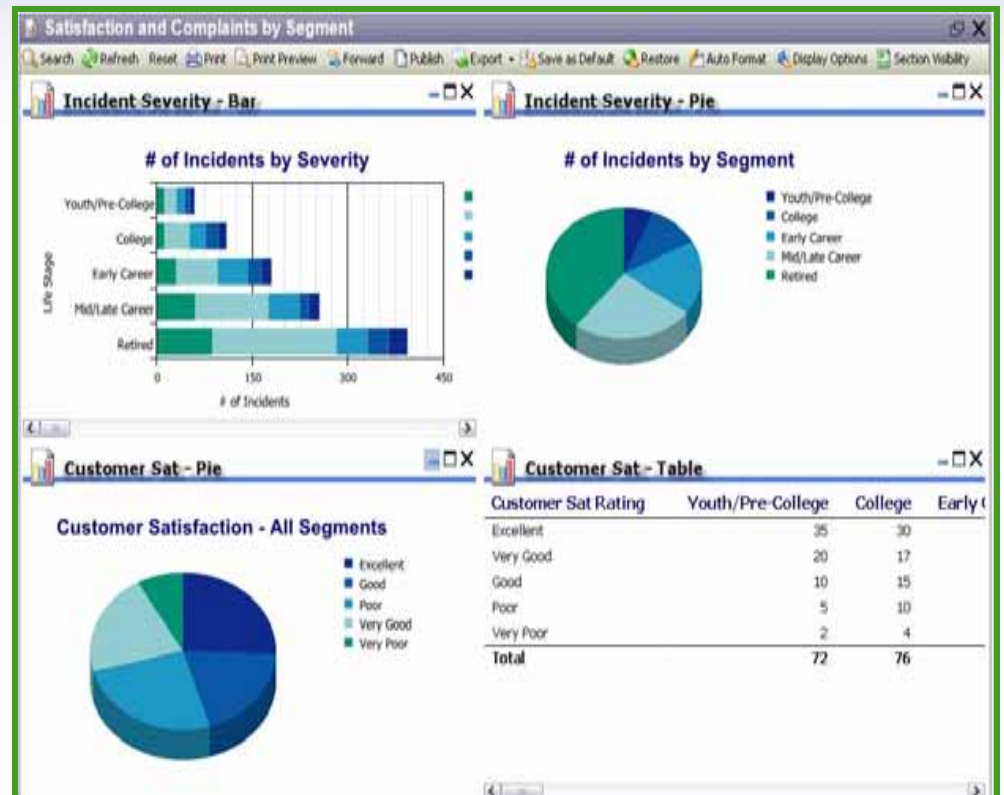 Satisfaction and Complaints by Segment
Search Refresh Reset Print Print Preview Forward Publish Export Save as Default Restore Auto Format Display Options Section Visibility
Incident Severity - Bar
# of Incidents by Severity
Life Stage
Youth/Pre-College
College
Early Career
Mid/Late Career
Retired
0 150 300 450
# of Incidents
Incident Severity - Pie
# of Incidents by Segment
Youth/Pre-College
College
Early Career
Mid/Late Career
Retired
Customer Sat - Pie
Customer Satisfaction - All Segments
Excellent
Good
Poor
Very Good
Very Poor
Customer Sat - Table
Customer Sat Rating Youth/Pre-College College Early
Excellent 35 30
Very Good 20 17
Good 10 15
Poor 5 10
Very Poor 2 4
Total 72 76